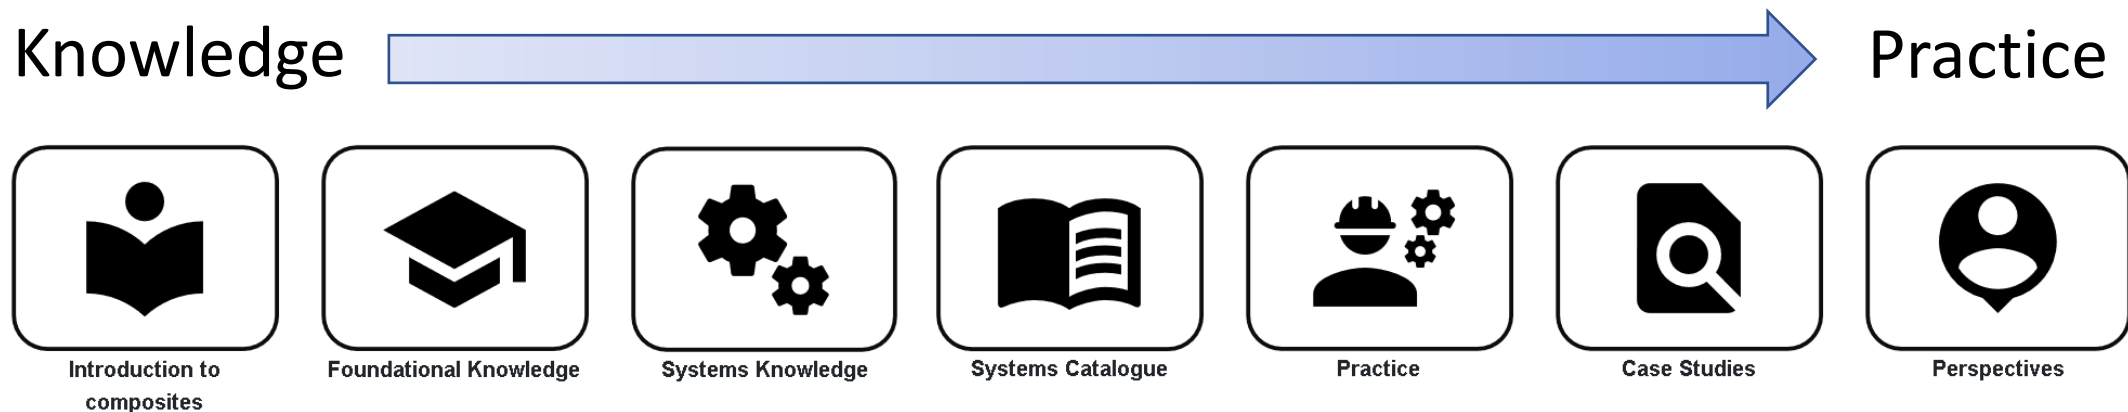 Knowledge
Practice
Introduction to
composites
Foundational Knowledge
Systems Knowledge
Systems Catalogue
Practice
Case Studies
Perspectives